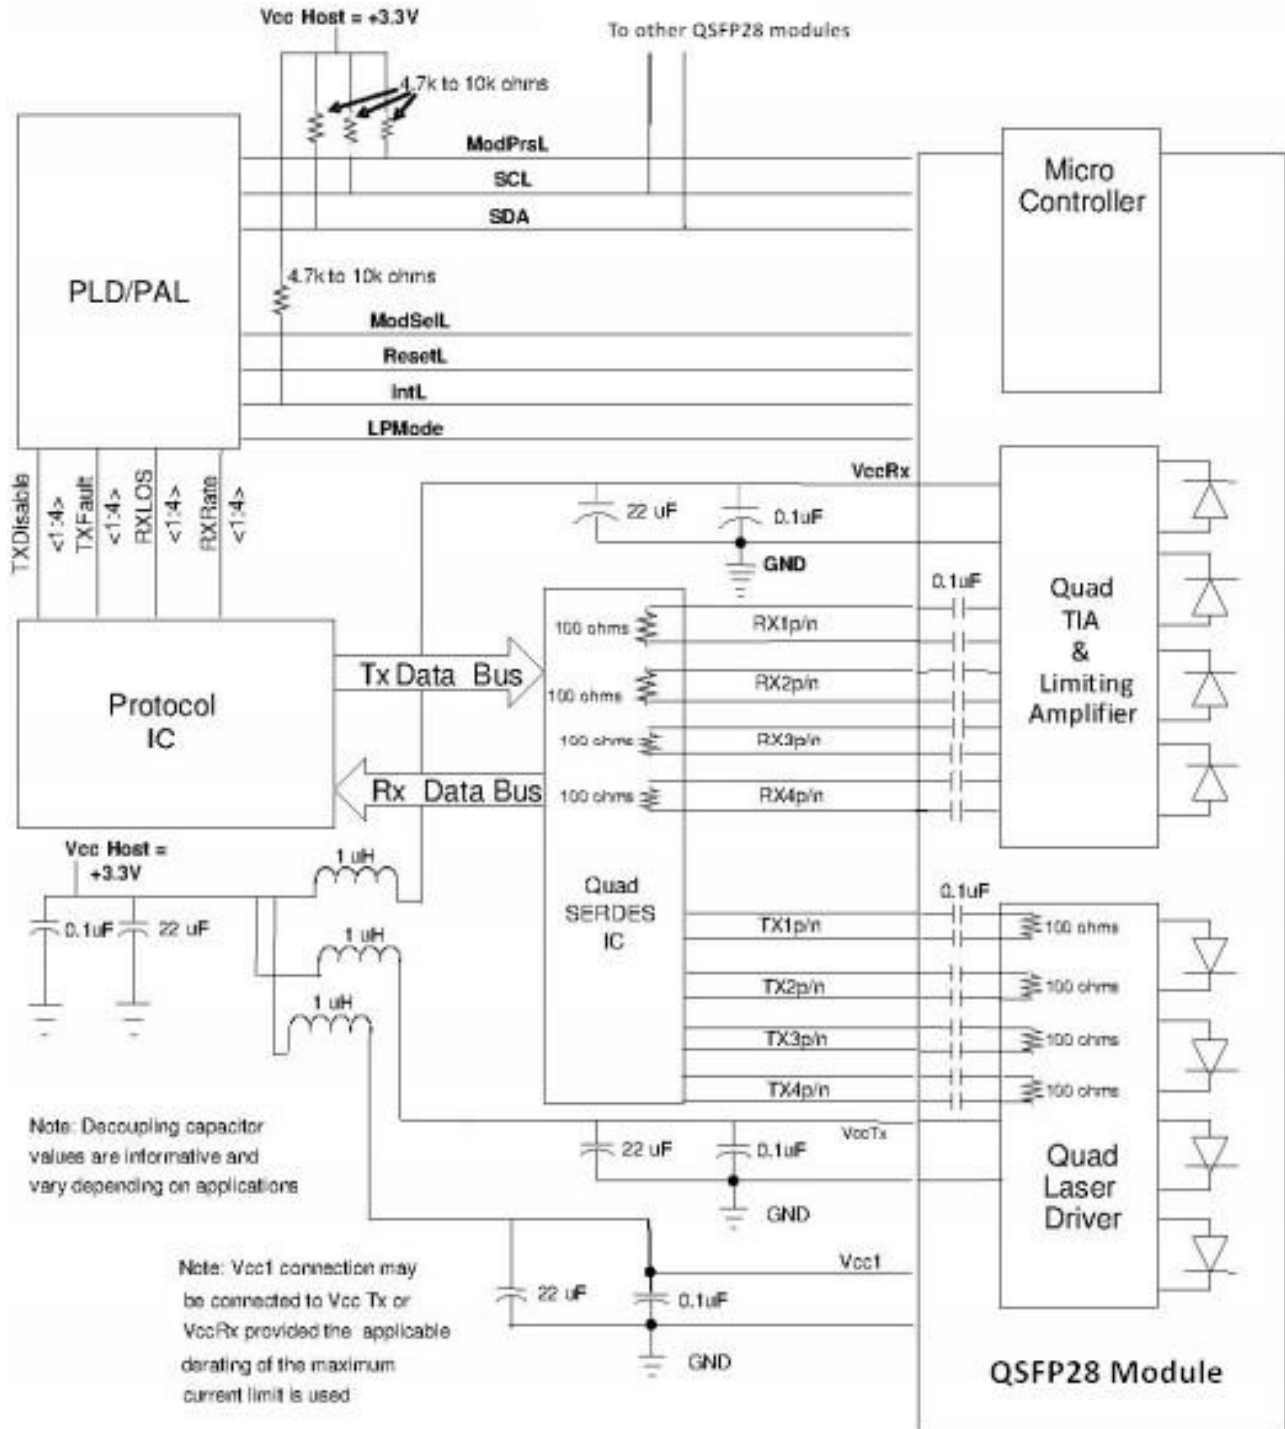 Vcc Host = +3.3V
To other QSFP28 modules
4.7k to 10k ohms
ModPrsL
SCL
SDA
Micro
Controller
PLD/PAL
4.7k to 10k ohms
ModSelL
ResetL
IntL
LPMode
TXDisable
<1:4>
TXFault
<1:4>
RXLOS
<1:4>
RXRate
<1:4>
VccRx
22 uF
0.1uF
GND
0.1uF
Quad
TIA
&
Limiting
Amplifier
100 ohms
RX1p/n
100 ohms
RX2p/n
100 ohms
RX3p/n
100 ohms
RX4p/n
Tx Data Bus
Protocol
IC
Rx Data Bus
Vcc Host =
+3.3V
1 uH
0.1uF
22 uF
1 uH
1 uH
Quad
SERDES
IC
0.1uF
TX1p/n
100 ohms
TX2p/n
100 ohms
TX3p/n
100 ohms
TX4p/n
100 ohms
VccTx
22 uF
0.1uF
GND
Quad
Laser
Driver
Note: Decoupling capacitor
values are informative and
vary depending on applications
Vcc1
22 uF
0.1uF
GND
Note: Vcc1 connection may
be connected to Vcc Tx or
VccRx provided the applicable
derating of the maximum
current limit is used
QSFP28 Module